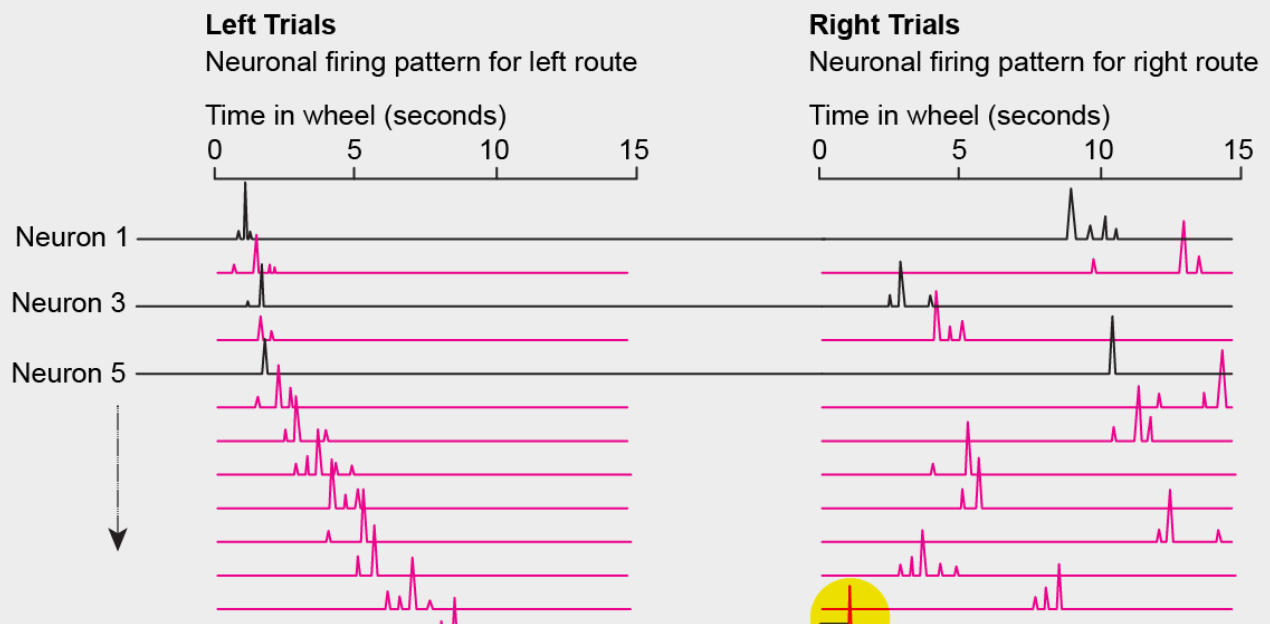 Left Trials
Neuronal firing pattern for left route
Time in wheel (seconds)
0 5 10 15
Right Trials
Neuronal firing pattern for right route
Time in wheel (seconds)
0 5 10 15
Neuron 1
Neuron 3
Neuron 5